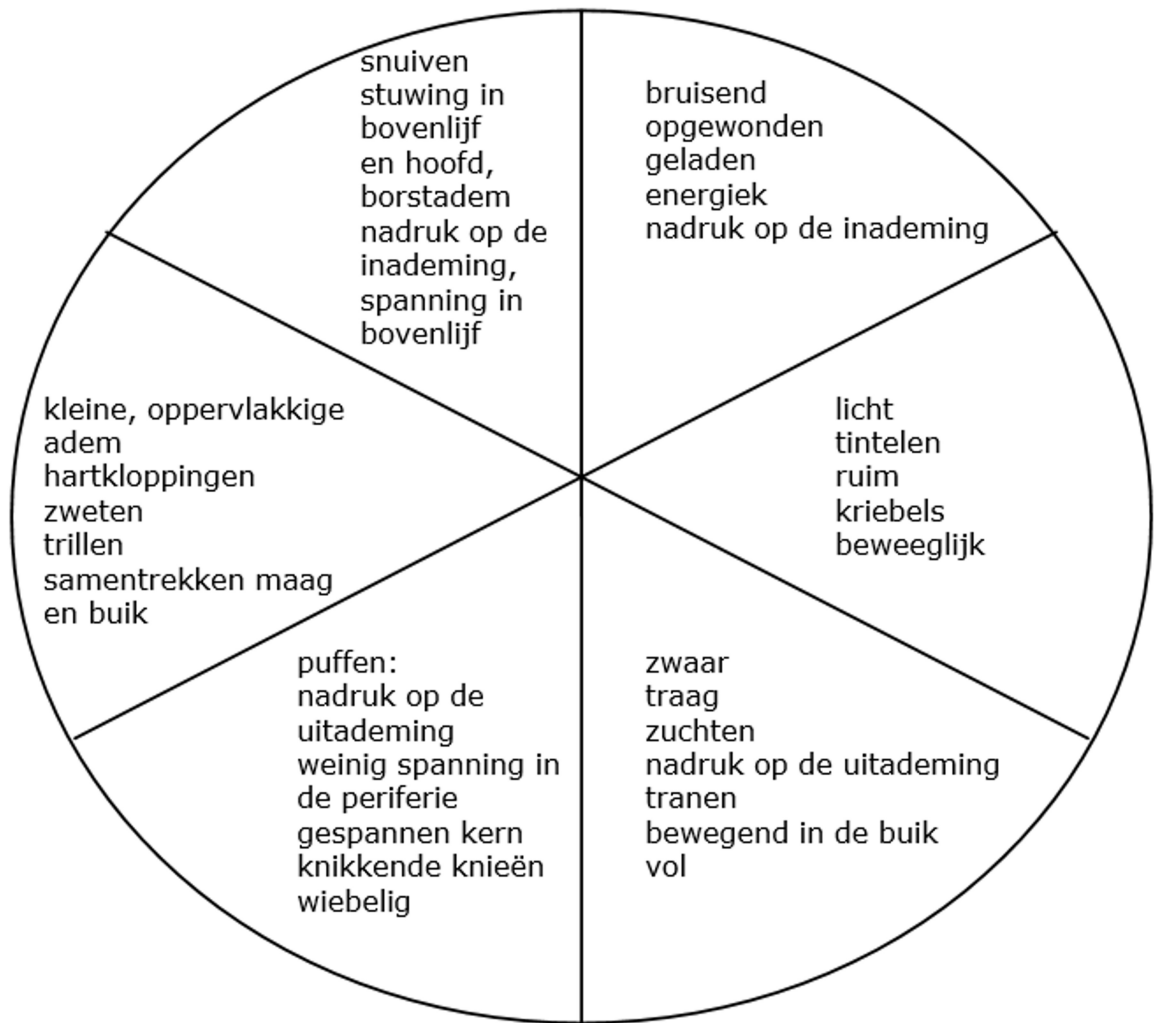 snuiven
stuwing in
bovenlijf
en hoofd,
borstadem
nadruk op de
inademing,
spanning in
bovenlijf
bruisend
opgewonden
geladen
energiek
nadruk op de inademing
kleine, oppervlakkige
adem
hartkloppingen
zweten
trillen
samentrekken maag
en buik
licht
tintelen
ruim
kriebels
beweeglijk
puffen:
nadruk op de
uitademing
weinig spanning in
de periferie
gespannen kern
knikkende knieën
wiebelig
zwaar
traag
zuchten
nadruk op de uitademing
tranen
bewegend in de buik
vol